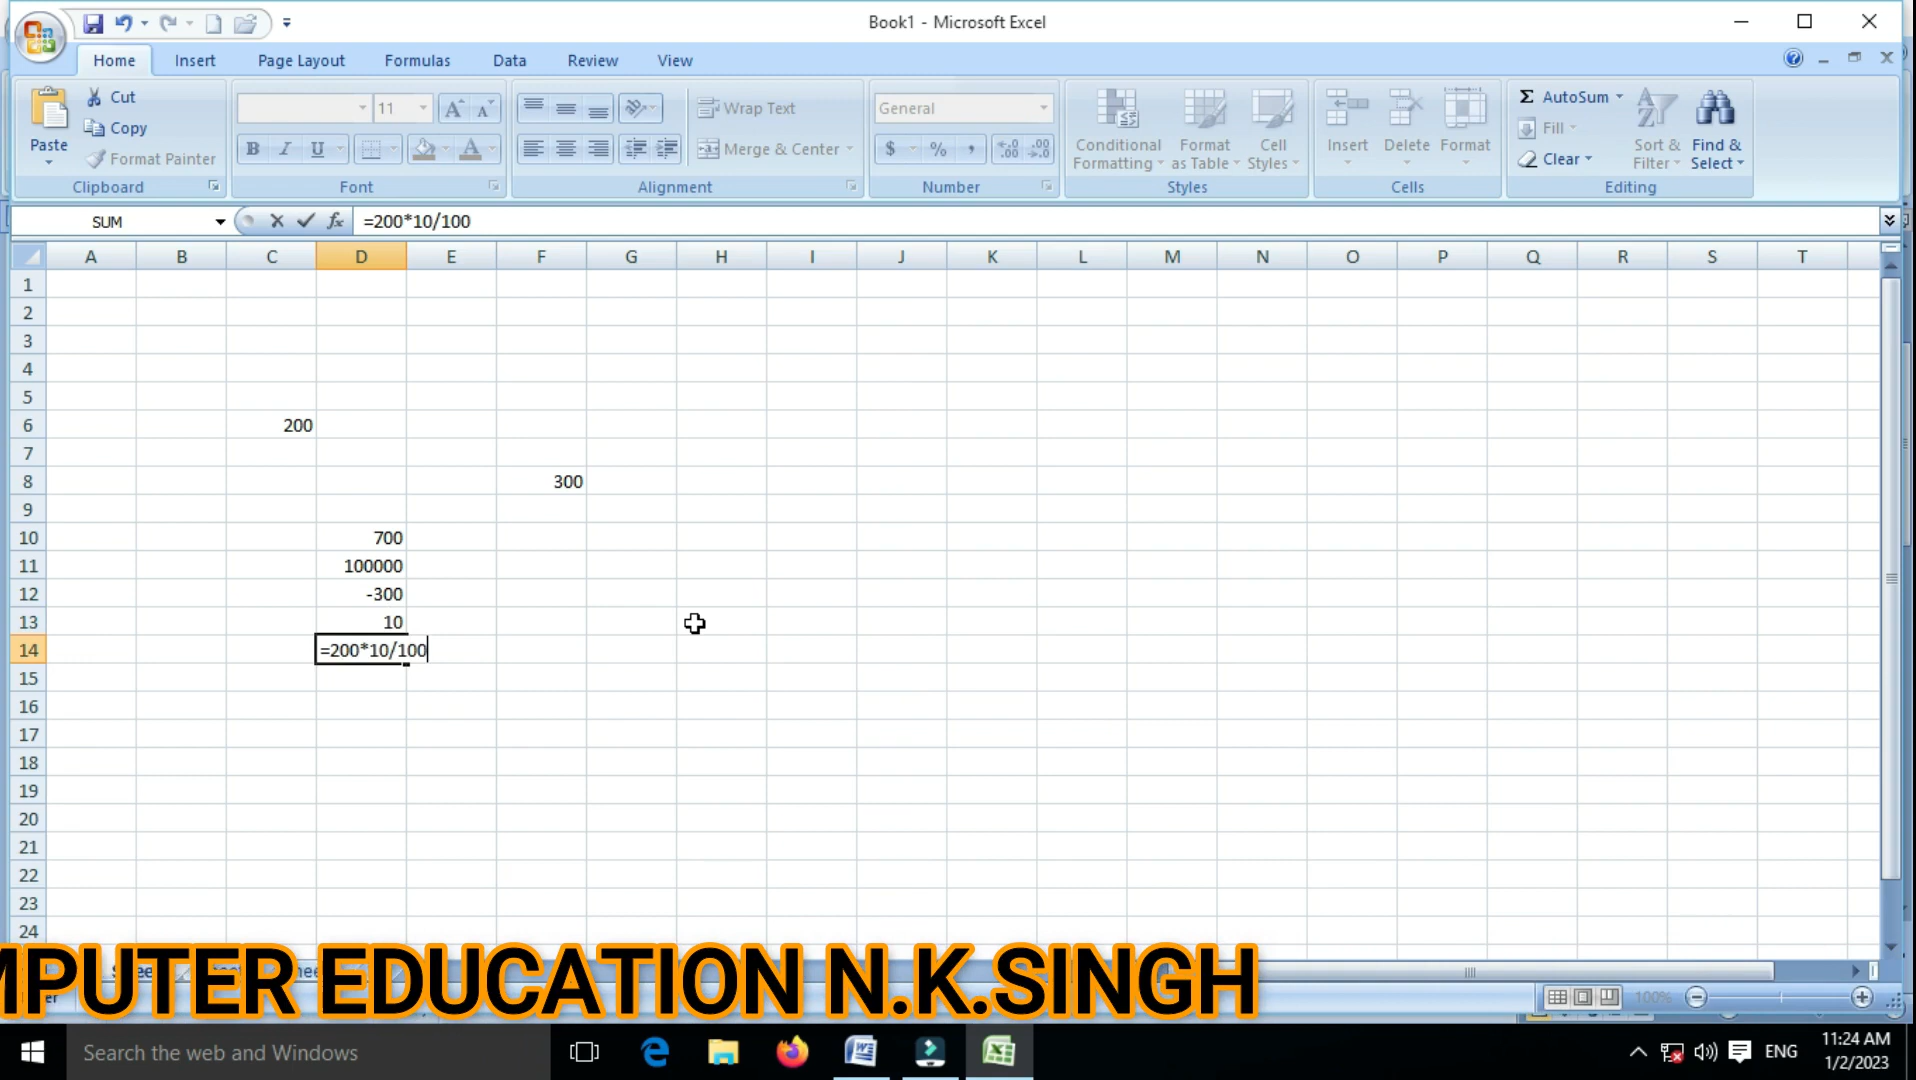 Book1 - Microsoft Excel
Home Insert Page Layout Formulas Data Review View
Paste
Cut
Copy
Format Painter
Clipboard
11
B I U
Font
Wrap Text
Merge & Center
Alignment
General
$ % ,
Number
Conditional Formatting
Format as Table
Cell Styles
Styles
Insert
Delete
Format
Cells
Σ AutoSum
Fill
Clear
Sort & Filter
Find & Select
Editing
SUM fx =200*10/100
A B C D E F G H I J K L M N O P Q R S T
1
2
3
4
5
6 200
7
8 300
9
10 700
11 100000
12 -300
13 10
14 =200*10/100
15
16
17
18
19
20
21
22
23
24
MPUTER EDUCATION N.K.SINGH
100%
Search the web and Windows
ENG
11:24 AM
1/2/2023